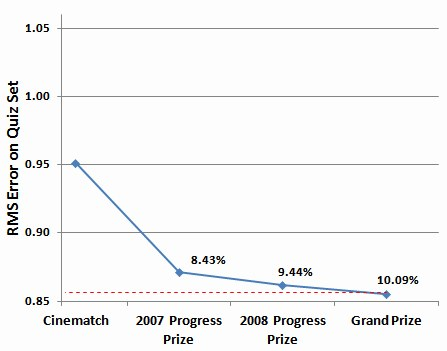 1.05
1.00
0.95
0.90
0.85
RMS Error on Quiz Set
8.43%
9.44%
10.09%
Cinematch
2007 Progress
Prize
2008 Progress
Prize
Grand Prize